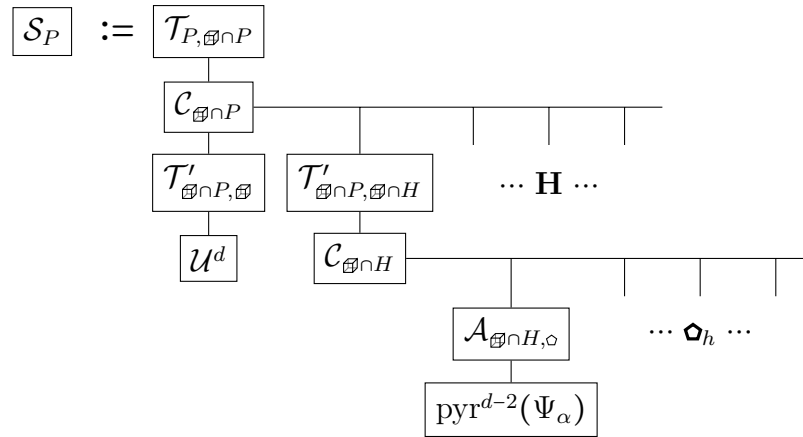 𝒮_P := 𝒯_{P,▱∩P}
𝒞_{▱∩P}
𝒯′_{▱∩P,▱} 𝒯′_{▱∩P,▱∩H} ··· 𝐇 ···
𝒰^d 𝒞_{▱∩H}
𝒜_{▱∩H,⬠} ··· ⬠_h ···
pyr^{d−2}(Ψ_α)